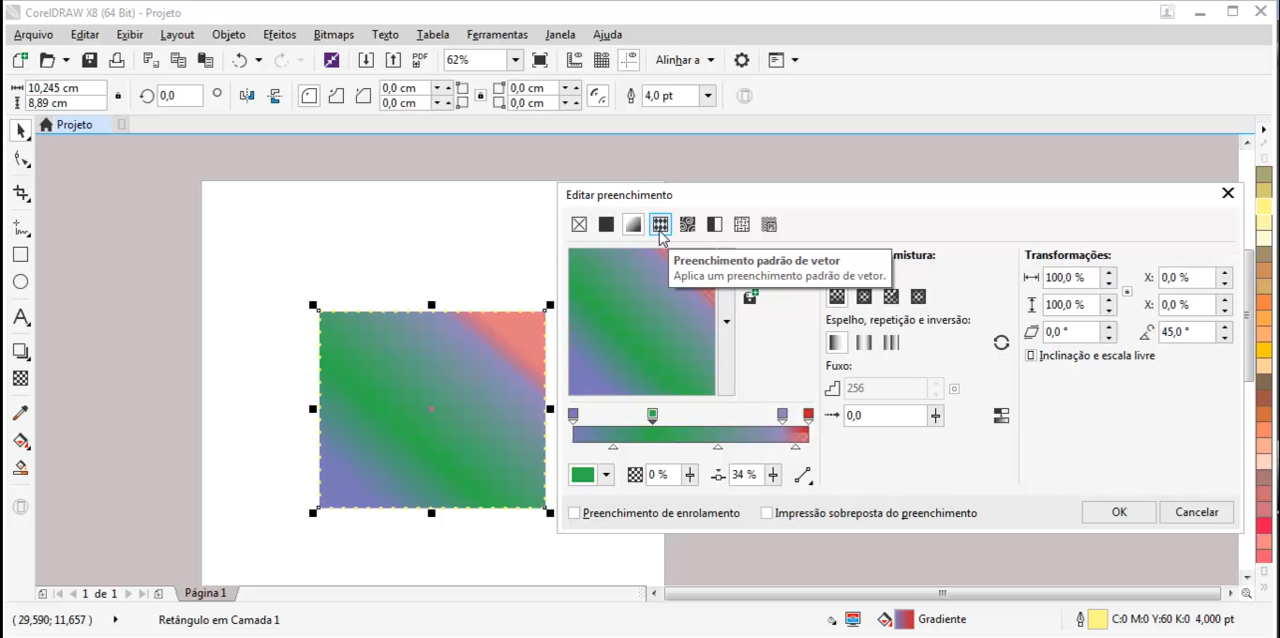 CorelDRAW X8 (64 Bit) - Projeto
Arquivo Editar Exibir Layout Objeto Efeitos Bitmaps Texto Tabela Ferramentas Janela Ajuda
PDF 62% Alinhar a
10,245 cm 0,0 0,0 cm 0,0 cm 4,0 pt
8,89 cm 0,0 cm 0,0 cm
Projeto
Editar preenchimento
Preenchimento padrão de vetor
Aplica um preenchimento padrão de vetor.
mistura:
Transformações:
100,0 % X: 0,0 %
100,0 % X: 0,0 %
Espelho, repetição e inversão:
0,0 ° 45,0 °
Inclinação e escala livre
Fuxo:
256
0,0
0 % 34 %
Preenchimento de enrolamento Impressão sobreposta do preenchimento OK Cancelar
1 de 1 Página 1
(29,590; 11,657) Retângulo em Camada 1 Gradiente C:0 M:0 Y:60 K:0 4,000 pt